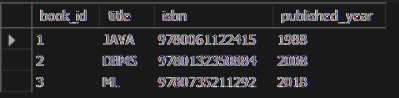 book_id title isbn published_year
1 JAVA 9780061122415 1988
2 DBMS 9780132350884 2008
3 ML 9780735211292 2018